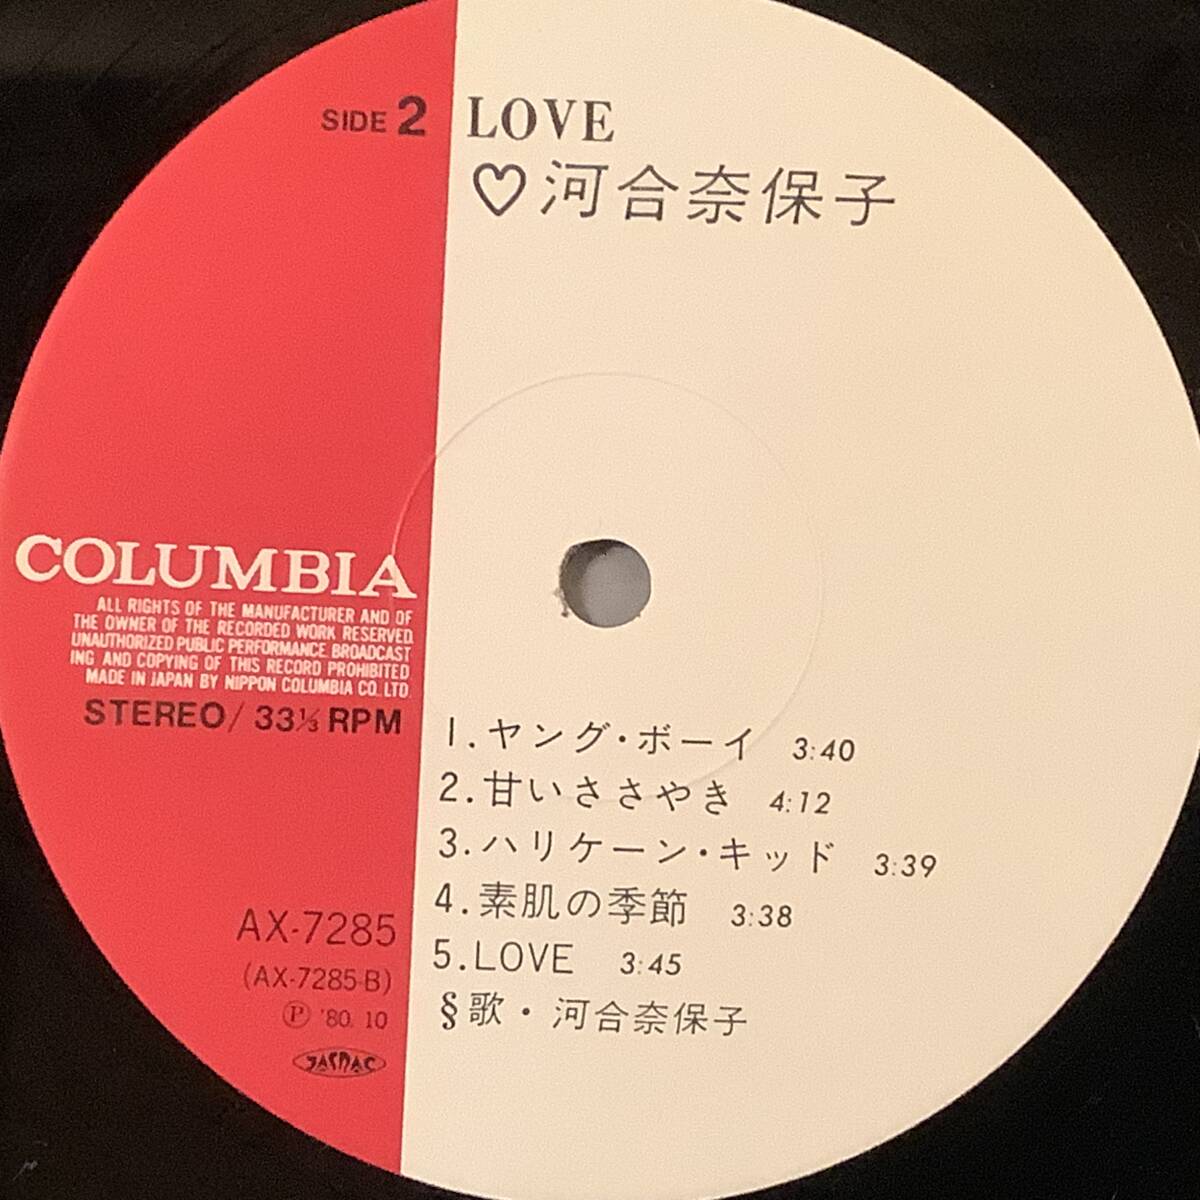 SIDE 2
LOVE
♡河合奈保子
COLUMBIA
ALL RIGHTS OF THE MANUFACTURER AND OF
THE OWNER OF THE RECORDED WORK RESERVED
UNAUTHORIZED PUBLIC PERFORMANCE. BROADCAST
ING AND COPYING OF THIS RECORD PROHIBITED
MADE IN JAPAN BY NIPPON COLUMBIA CO. LTD
STEREO/ 33⅓ RPM
1.ヤング・ボーイ 3:40
2.甘いささやき 4:12
3.ハリケーン・キッド 3:39
4.素肌の季節 3:38
5.LOVE 3:45
§歌・河合奈保子
AX-7285
(AX-7285-B)
Ⓟ '80. 10
JASRAC